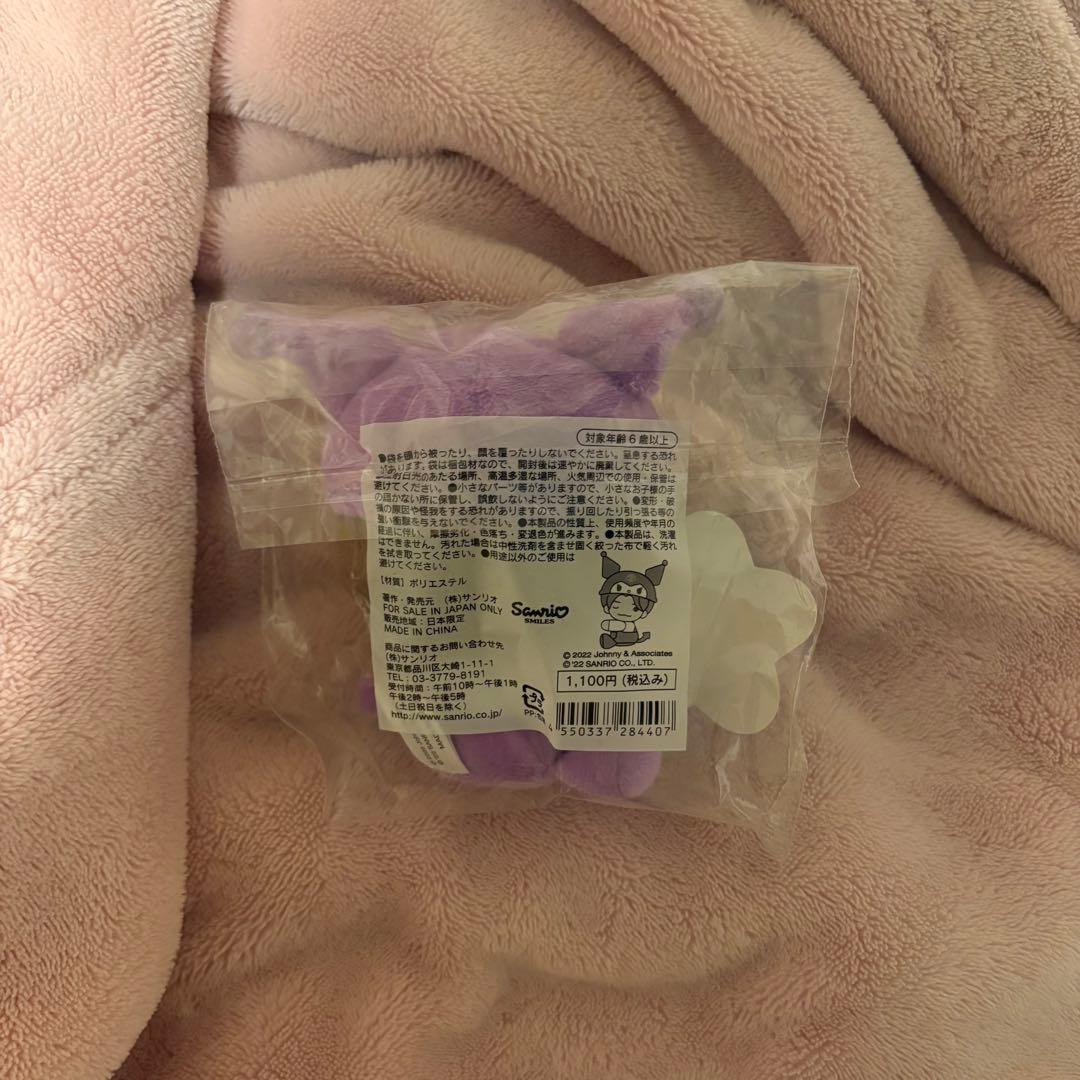 対象年齢6歳以上
●袋を頭から被ったり、顔を覆ったりしないでください。窒息する恐れ
があります。袋は梱包材なので、開封後は速やかに廃棄してください。
●直射日光のあたる場所、高温多湿な場所、火気周辺での使用・保管は
避けてください。●小さなパーツ等がありますので、小さなお子様の手
の届かない所に保管し、誤飲しないようにご注意ください。●変形・破
損の原因や怪我をする恐れがありますので、振り回したり引っ張る等の
強い衝撃を与えないでください。●本製品の性質上、使用頻度や年月の
経過に伴い、摩擦劣化・色落ち・変退色が進みます。●本製品は、洗濯
はできません。汚れた場合は中性洗剤を含ませ固く絞った布で軽く汚れ
を拭き取ってください。●用途以外のご使用は
避けてください。
【材質】ポリエステル
著作・発売元 (株)サンリオ
FOR SALE IN JAPAN ONLY
販売地域:日本限定
MADE IN CHINA
Sanrio
SMILES
商品に関するお問い合わせ先
(株)サンリオ
東京都品川区大崎1-11-1
TEL:03-3779-8191
受付時間:午前10時〜午後1時
午後2時〜午後5時
(土日祝日を除く)
http://www.sanrio.co.jp/
© 2022 Johnny & Associates
© '22 SANRIO CO., LTD.
1,100円(税込み)
プラ
4 550337 284407